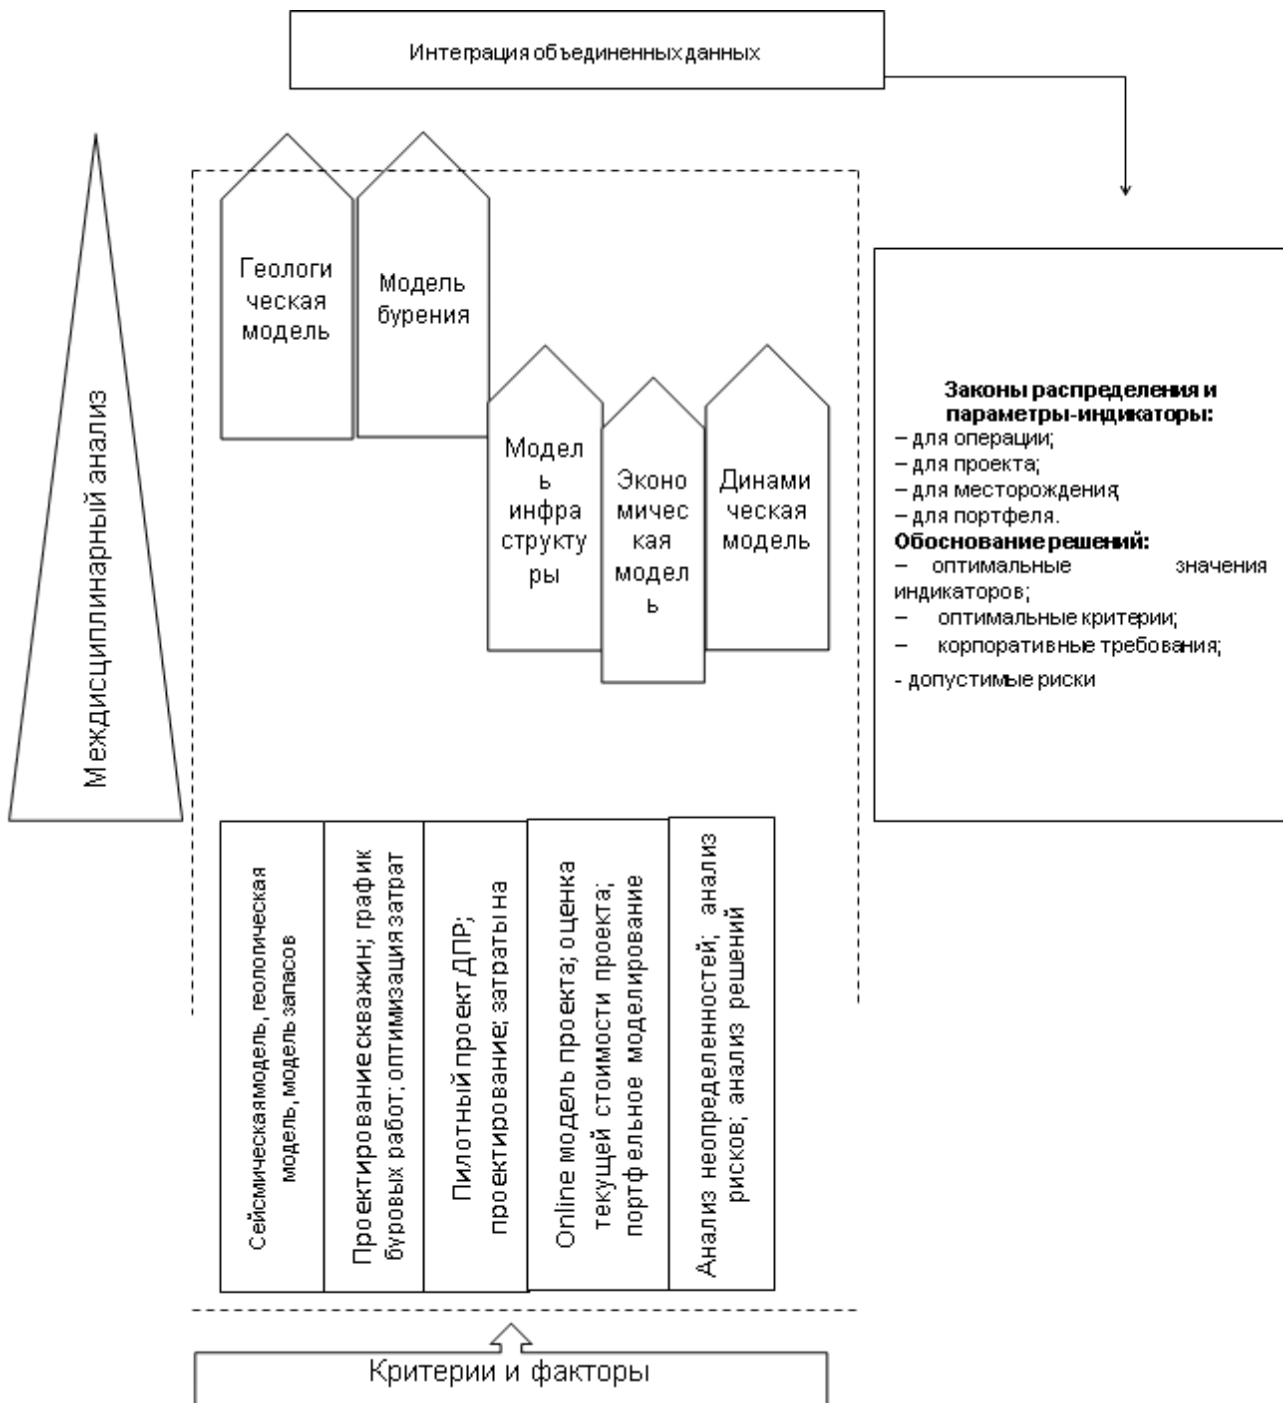 Интеграция объединенных данных
Геологи
ческая
модель
Модель
бурения
Модел
ь
инфра
структу
ры
Эконо
мичес
кая
модел
ь
Динами
ческая
модель
Междисциплинарный анализ
Законы распределения и
параметры-индикаторы:
– для операции;
– для проекта;
– для месторождения;
– для портфеля.
Обоснование решений:
– оптимальные значения
индикаторов;
– оптимальные критерии;
– корпоративные требования;
- допустимые риски
Сейсмическая модель, геологическая
модель, модель запасов
Проектирование скважин; график
буровых работ; оптимизация затрат
Пилотный проект ДПР;
проектирование; затраты на
Online модель проекта; оценка
текущей стоимости проекта;
портфельное моделирование
Анализ неопределенностей; анализ
рисков; анализ решений
Критерии и факторы